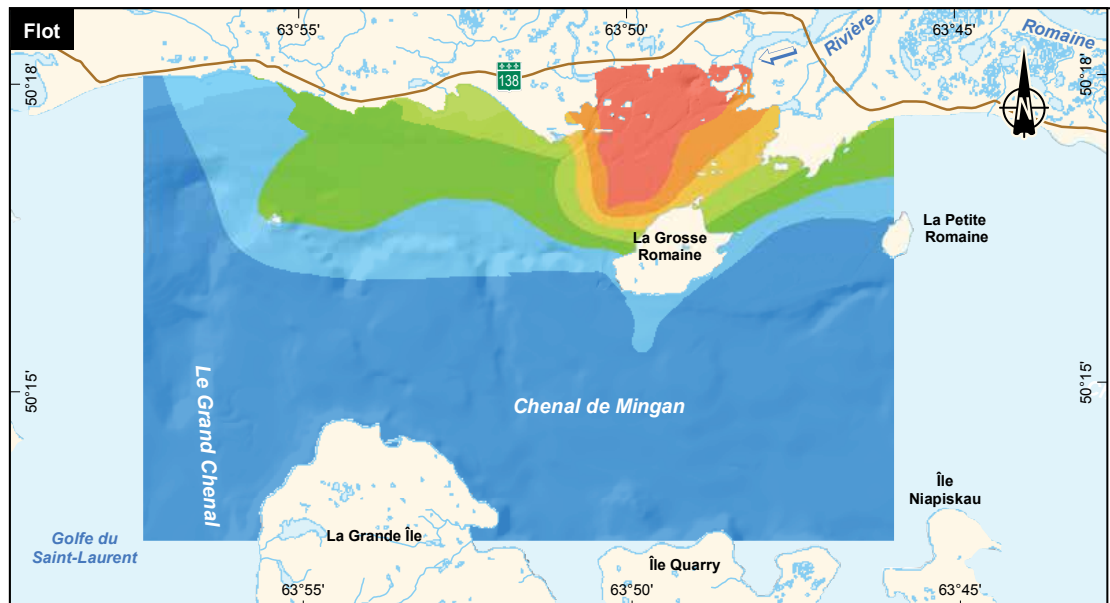 Flot
63°55'
63°50'
63°45'
Rivière
Romaine
50°18'
50°18'
138
N
La Grosse
Romaine
La Petite
Romaine
50°15'
50°15'
Le Grand Chenal
Chenal de Mingan
Île
Niapiskau
Golfe du
Saint-Laurent
La Grande Île
Île Quarry
63°55'
63°50'
63°45'